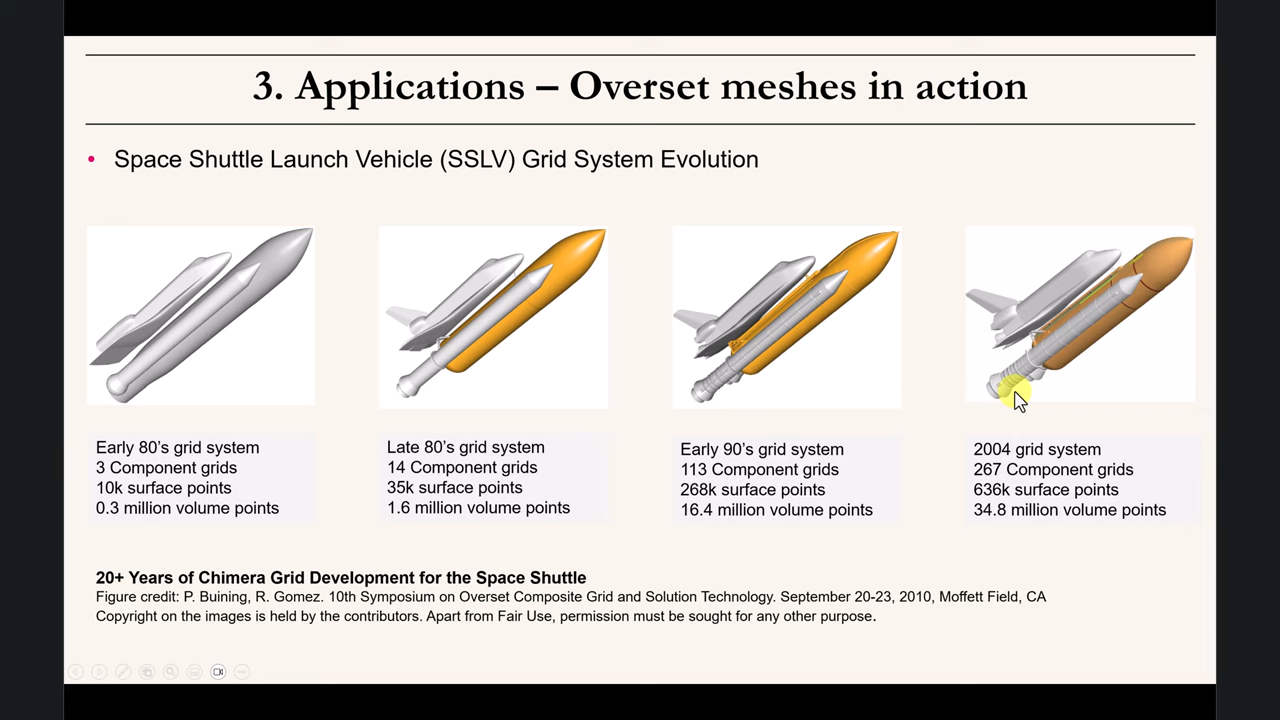 3. Applications – Overset meshes in action
• Space Shuttle Launch Vehicle (SSLV) Grid System Evolution
Early 80’s grid system
3 Component grids
10k surface points
0.3 million volume points
Late 80’s grid system
14 Component grids
35k surface points
1.6 million volume points
Early 90’s grid system
113 Component grids
268k surface points
16.4 million volume points
2004 grid system
267 Component grids
636k surface points
34.8 million volume points
20+ Years of Chimera Grid Development for the Space Shuttle
Figure credit: P. Buining, R. Gomez. 10th Symposium on Overset Composite Grid and Solution Technology. September 20-23, 2010, Moffett Field, CA
Copyright on the images is held by the contributors. Apart from Fair Use, permission must be sought for any other purpose.